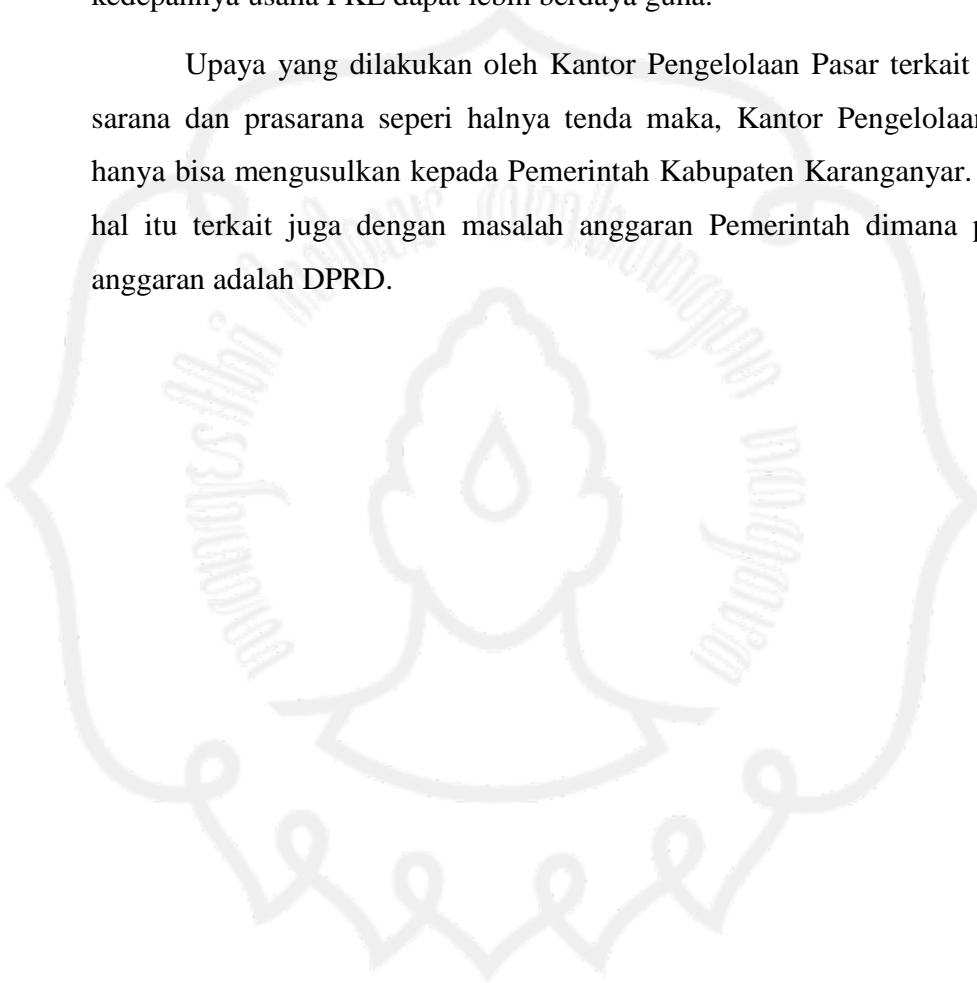 kedepannya usaha PKL dapat lebih berdaya guna.
Upaya yang dilakukan oleh Kantor Pengelolaan Pasar terkait
sarana dan prasarana seperi halnya tenda maka, Kantor Pengelolaan
hanya bisa mengusulkan kepada Pemerintah Kabupaten Karanganyar.
hal itu terkait juga dengan masalah anggaran Pemerintah dimana
anggaran adalah DPRD.